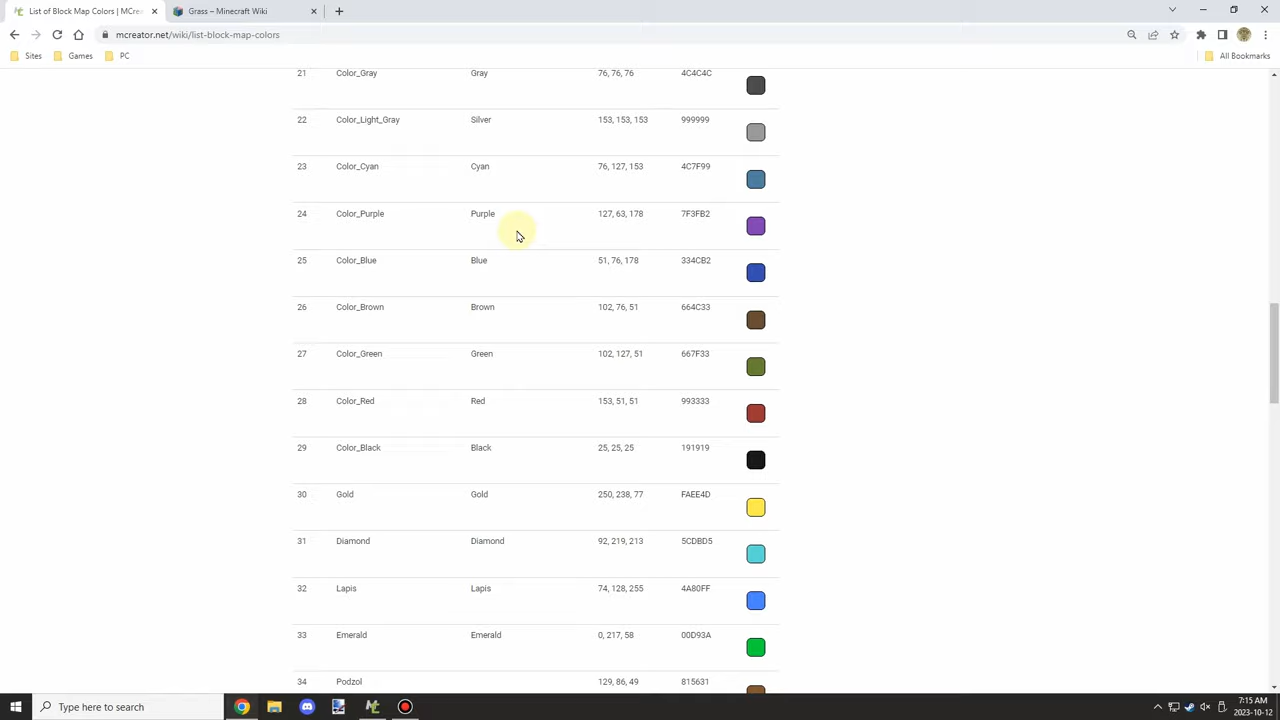 List of Block Map Colors | MCrea
Grass – Minecraft Wiki
mcreator.net/wiki/list-block-map-colors
Sites Games PC All Bookmarks
21 Color_Gray Gray 76, 76, 76 4C4C4C
22 Color_Light_Gray Silver 153, 153, 153 999999
23 Color_Cyan Cyan 76, 127, 153 4C7F99
24 Color_Purple Purple 127, 63, 178 7F3FB2
25 Color_Blue Blue 51, 76, 178 334CB2
26 Color_Brown Brown 102, 76, 51 664C33
27 Color_Green Green 102, 127, 51 667F33
28 Color_Red Red 153, 51, 51 993333
29 Color_Black Black 25, 25, 25 191919
30 Gold Gold 250, 238, 77 FAEE4D
31 Diamond Diamond 92, 219, 213 5CDBD5
32 Lapis Lapis 74, 128, 255 4A80FF
33 Emerald Emerald 0, 217, 58 00D93A
34 Podzol 129, 86, 49 815631
Type here to search
7:15 AM
2023-10-12